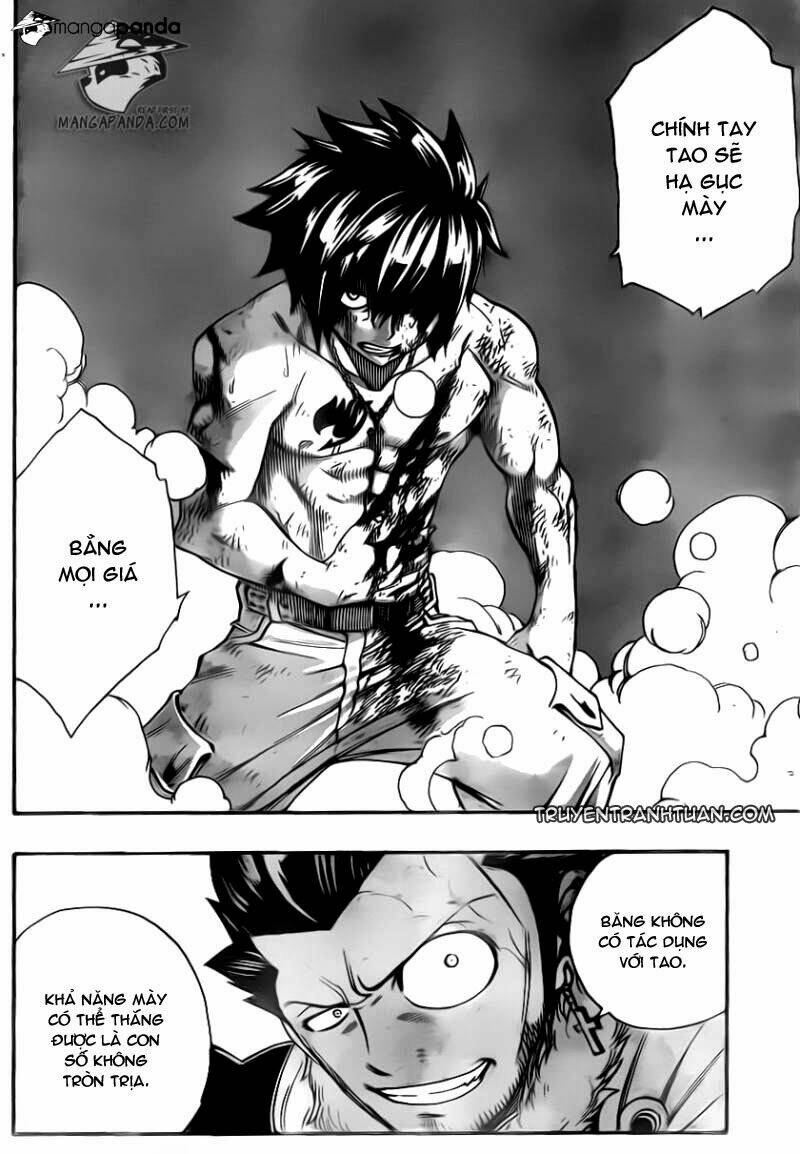 mangapanda
READ FIRST AT
MANGAPANDA.COM
CHÍNH TAY
TAO SẼ
HẠ GỤC
MÀY
...
BẰNG
MỌI GIÁ
...
TRUYENTRANHTUAN.COM
BĂNG KHÔNG
CÓ TÁC DỤNG
VỚI TAO.
KHẢ NĂNG MÀY
CÓ THỂ THẮNG
ĐƯỢC LÀ CON
SỐ KHÔNG
TRÒN TRỊA.